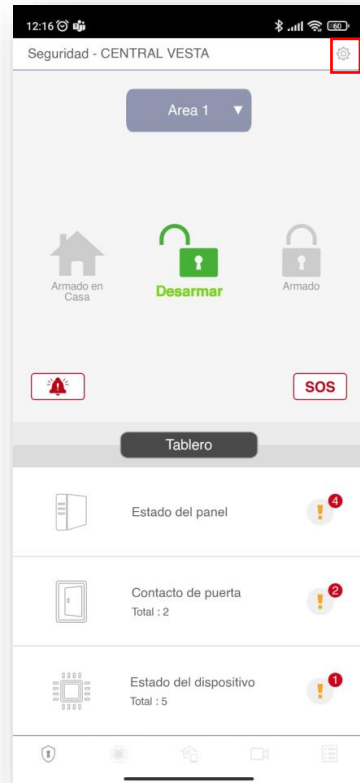 12:16
60
Seguridad - CENTRAL VESTA
Area 1
Armado en
Casa
Desarmar
Armado
SOS
Tablero
Estado del panel
4
Contacto de puerta
Total : 2
2
Estado del dispositivo
Total : 5
1